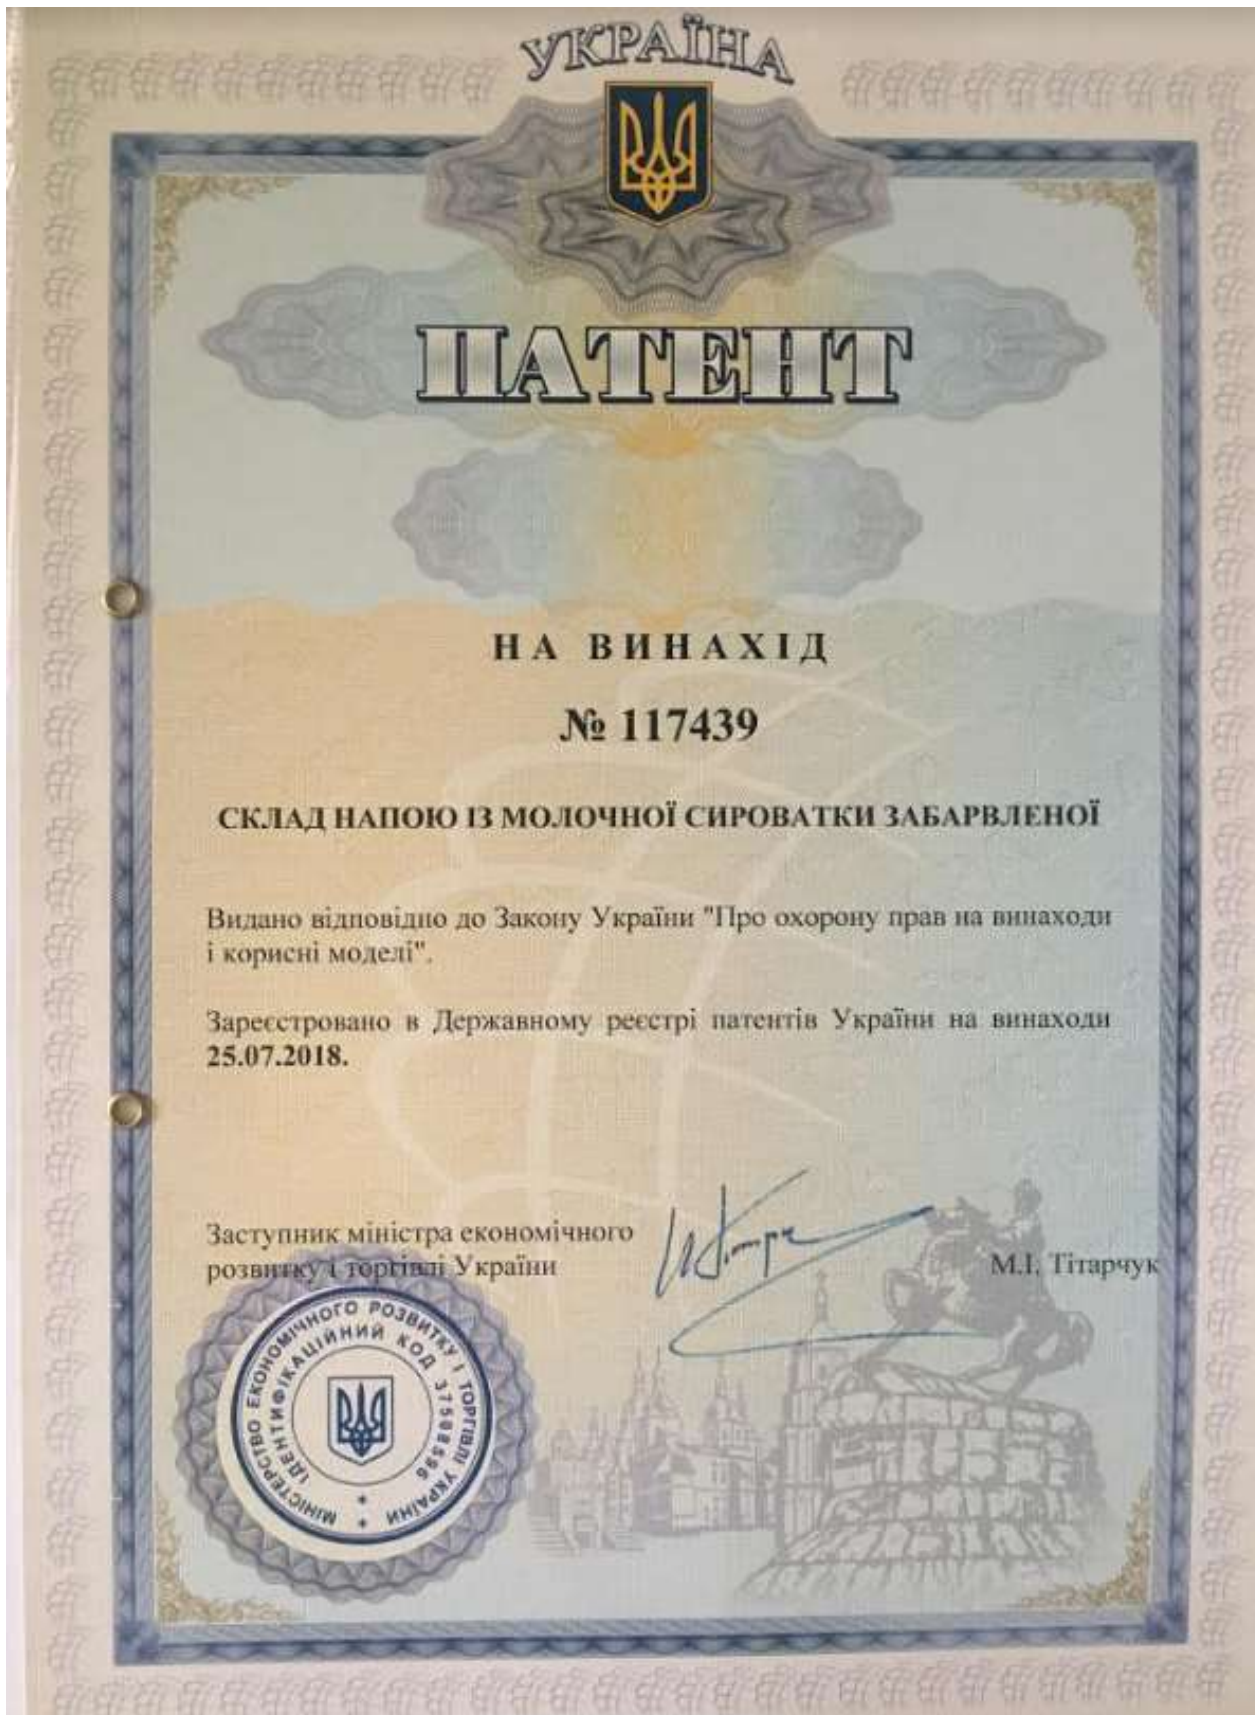 УКРАЇНА
ПАТЕНТ
НА ВИНАХІД
№ 117439
СКЛАД НАПОЮ ІЗ МОЛОЧНОЇ СИРОВАТКИ ЗАБАРВЛЕНОЇ
Видано відповідно до Закону України "Про охорону прав на винаходи
і корисні моделі".
Зареєстровано в Державному реєстрі патентів України на винаходи
25.07.2018.
Заступник міністра економічного
розвитку і торгівлі України
М.І. Тітарчук
МІНІСТЕРСТВО ЕКОНОМІЧНОГО РОЗВИТКУ І ТОРГІВЛІ УКРАЇНИ
ІДЕНТИФІКАЦІЙНИЙ КОД 37508596